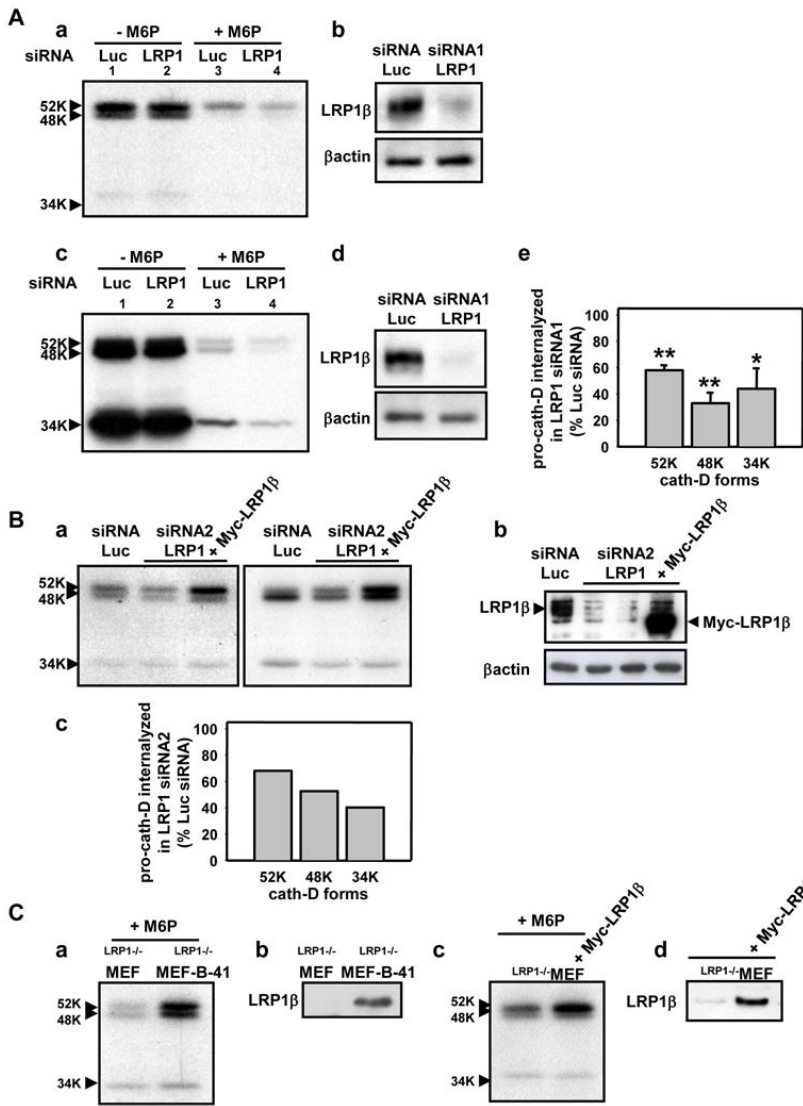 A
a
- M6P + M6P
siRNA Luc LRP1 Luc LRP1
1 2 3 4
52K
48K
34K
b
siRNA siRNA1
Luc LRP1
LRP1β
βactin
c
- M6P + M6P
siRNA Luc LRP1 Luc LRP1
1 2 3 4
52K
48K
34K
d
siRNA siRNA1
Luc LRP1
LRP1β
βactin
e
pro-cath-D internalized
in LRP1 siRNA1
(% Luc siRNA)
100
80
60
40
20
0
** ** *
52K 48K 34K
cath-D forms
B
a
siRNA siRNA2
Luc LRP1 + Myc-LRP1β
siRNA siRNA2
Luc LRP1 + Myc-LRP1β
52K
48K
34K
b
siRNA siRNA2
Luc LRP1 + Myc-LRP1β
LRP1β
Myc-LRP1β
βactin
c
pro-cath-D internalized
in LRP1 siRNA2
(% Luc siRNA)
100
80
60
40
20
0
52K 48K 34K
cath-D forms
C
a
+ M6P
LRP1-/- LRP1-/-
MEF MEF-B-41
52K
48K
34K
b
LRP1-/- LRP1-/-
MEF MEF-B-41
LRP1β
c
+ M6P
+ Myc-LRP1β
LRP1-/- MEF
52K
48K
34K
d
+ Myc-LRP
LRP1-/- MEF
LRP1β